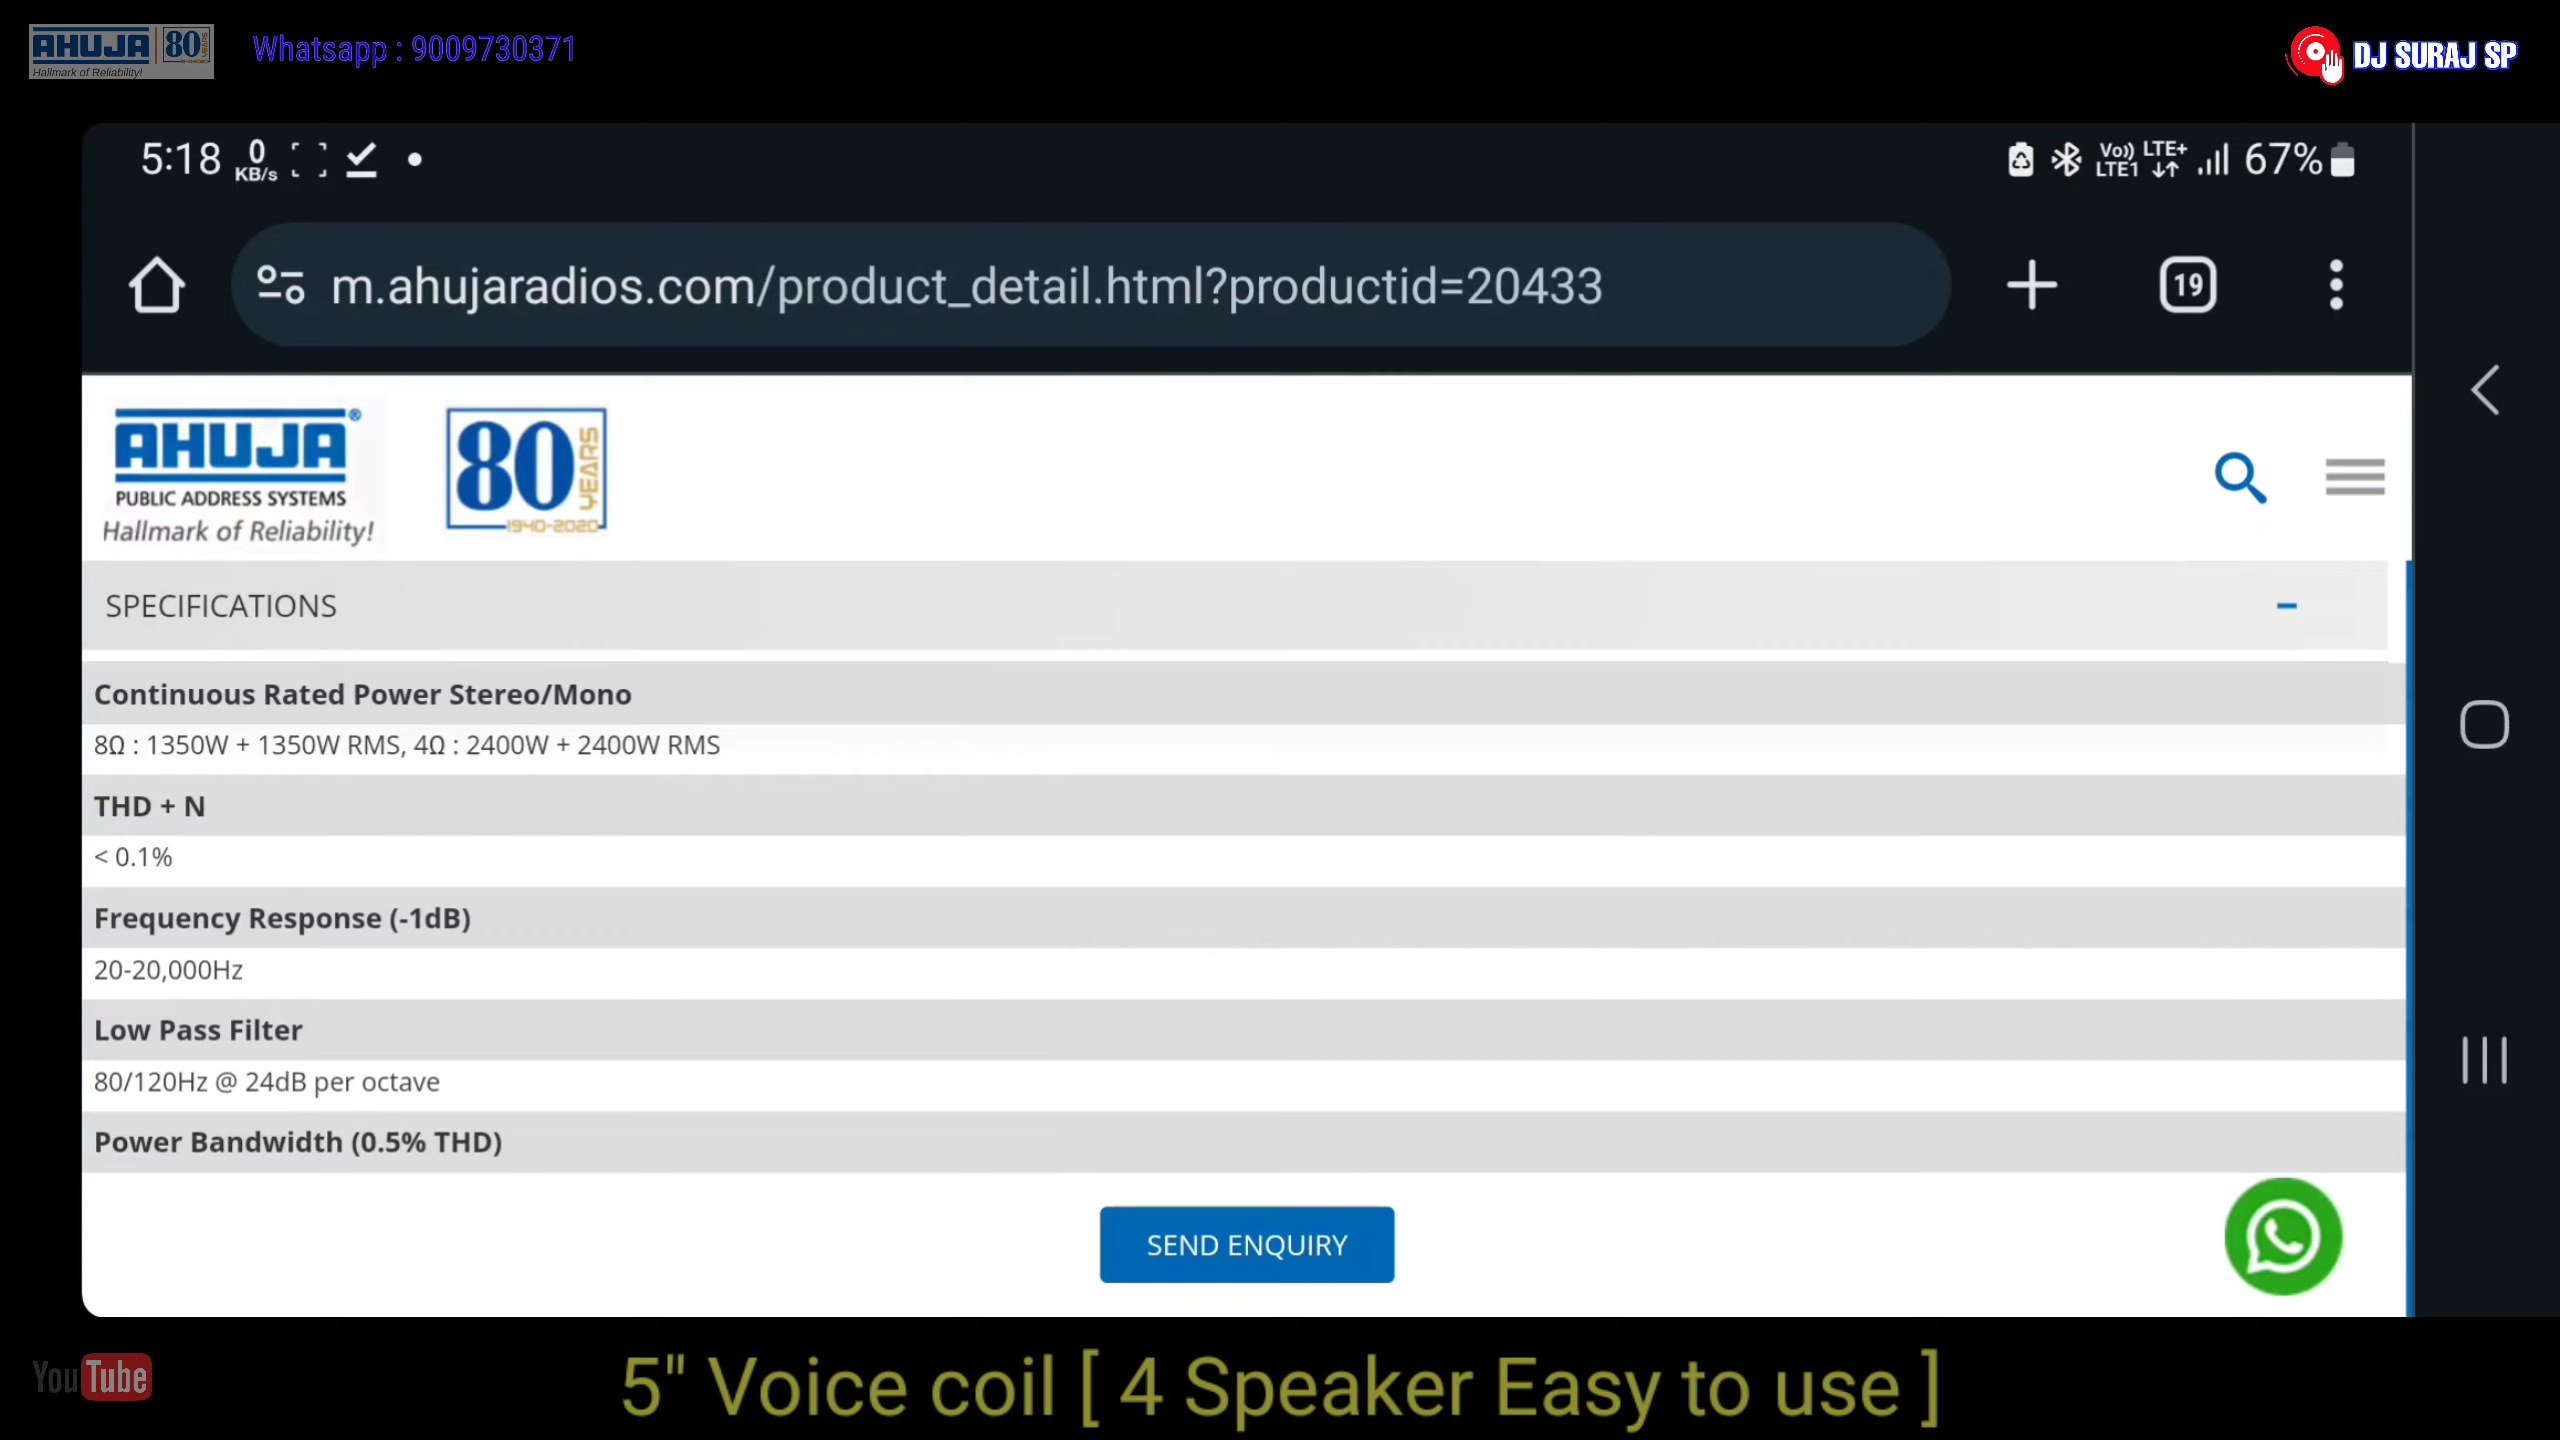 AHUJA 80 YEARS
Hallmark of Reliability!
Whatsapp : 9009730371
DJ SURAJ SP
5:18 0 KB/s
Vo)) LTE1 LTE+ 67%
m.ahujaradios.com/product_detail.html?productid=20433
19
AHUJA®
PUBLIC ADDRESS SYSTEMS
Hallmark of Reliability!
80 YEARS
1940-2020
SPECIFICATIONS
Continuous Rated Power Stereo/Mono
8Ω : 1350W + 1350W RMS, 4Ω : 2400W + 2400W RMS
THD + N
< 0.1%
Frequency Response (-1dB)
20-20,000Hz
Low Pass Filter
80/120Hz @ 24dB per octave
Power Bandwidth (0.5% THD)
SEND ENQUIRY
YouTube
5" Voice coil [ 4 Speaker Easy to use ]